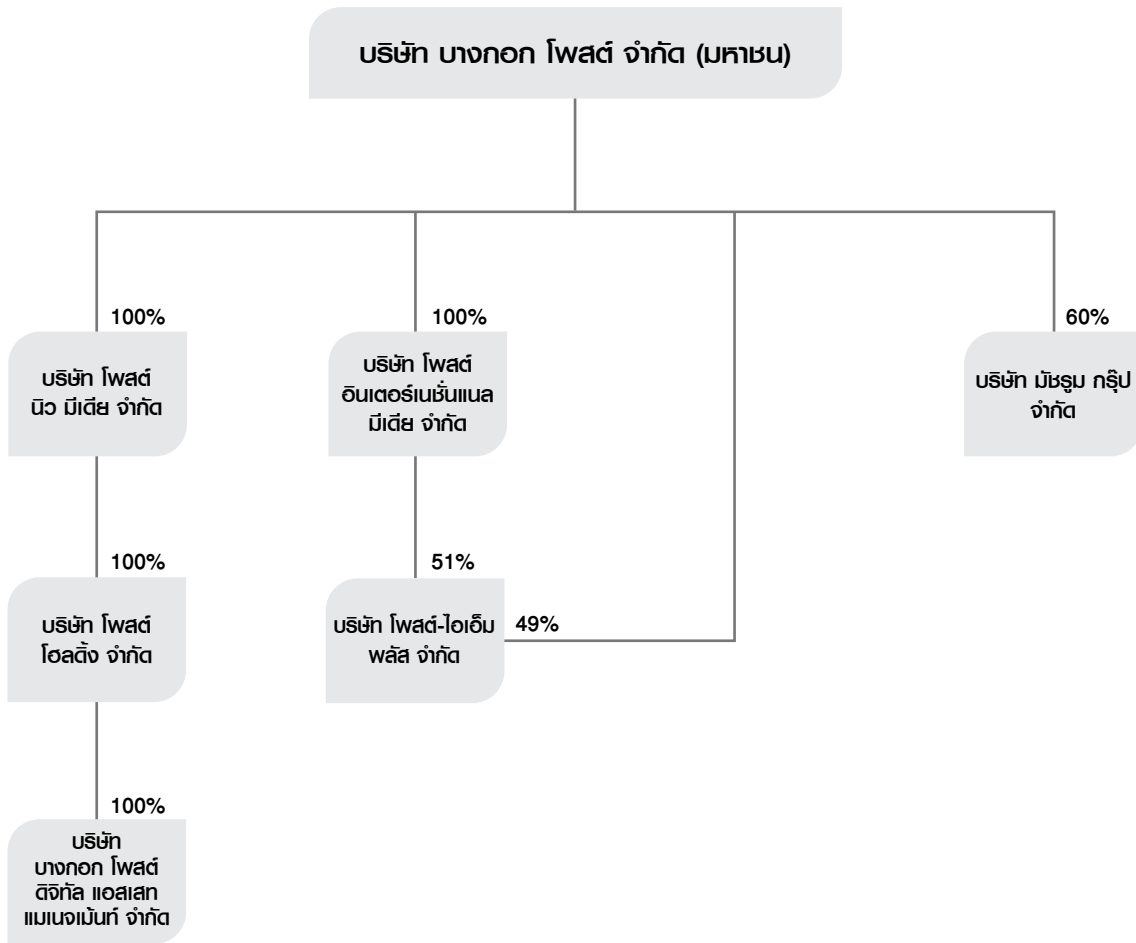 บริษัท บางกอก โพสต์ จำกัด (มหาชน)
100%
100%
60%
บริษัท โพสต์
นิว มีเดีย จำกัด
บริษัท โพสต์
อินเตอร์เนชั่นแนล
มีเดีย จำกัด
บริษัท มัชรูม กรุ๊ป
จำกัด
100%
51%
บริษัท โพสต์
โฮลดิ้ง จำกัด
บริษัท โพสต์-ไอเอ็ม
พลัส จำกัด
49%
100%
บริษัท
บางกอก โพสต์
ดิจิทัล แอสเสท
แมเนจเม้นท์ จำกัด